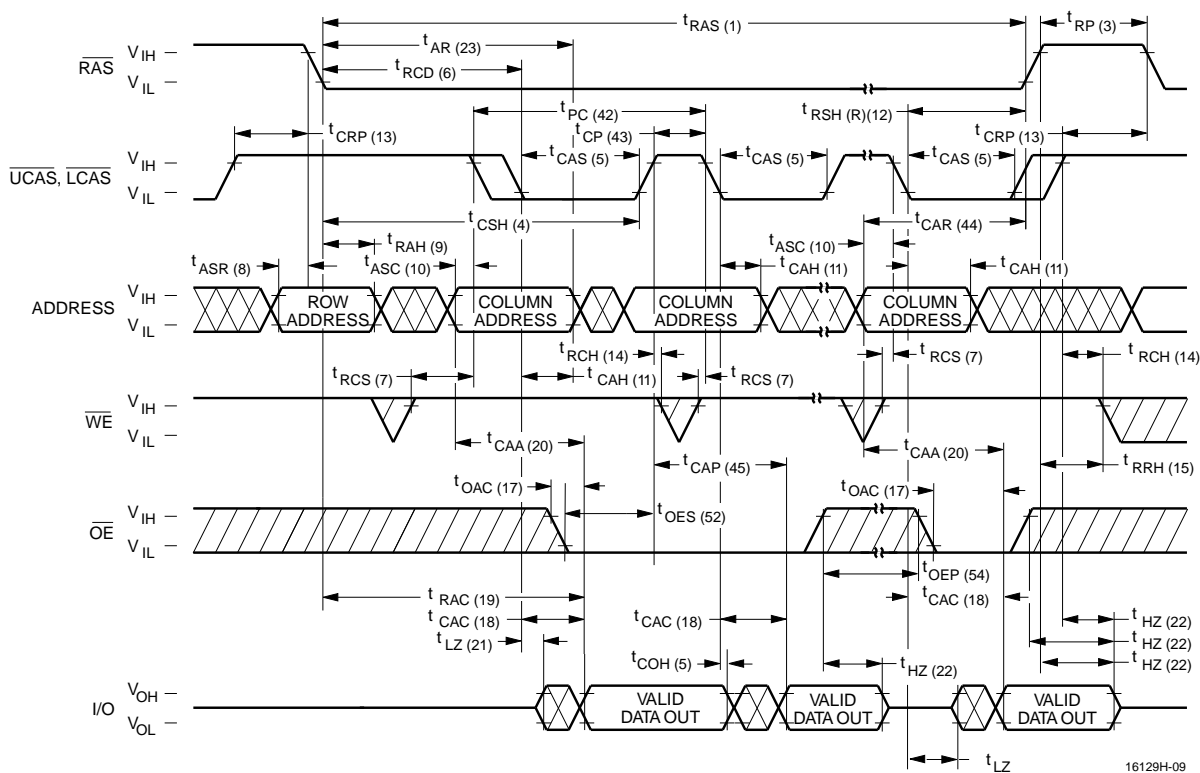 t RAS (1)
t RP (3)
t AR (23)
RAS
V IH
V IL
t RCD (6)
t PC (42)
t RSH (R)(12)
t CRP (13)
t CP (43)
t CRP (13)
UCAS, LCAS
V IH
V IL
t CAS (5)
t CAS (5)
t CAS (5)
t CSH (4)
t CAR (44)
t RAH (9)
t ASC (10)
t ASR (8)
t ASC (10)
t CAH (11)
t CAH (11)
ADDRESS
V IH
V IL
ROW ADDRESS
COLUMN ADDRESS
COLUMN ADDRESS
COLUMN ADDRESS
t RCH (14)
t RCS (7)
t RCH (14)
t RCS (7)
t CAH (11)
t RCS (7)
WE
V IH
V IL
t CAA (20)
t CAA (20)
t CAP (45)
t RRH (15)
t OAC (17)
t OAC (17)
t OES (52)
OE
V IH
V IL
t OEP (54)
t RAC (19)
t CAC (18)
t CAC (18)
t CAC (18)
t HZ (22)
t LZ (21)
t HZ (22)
t COH (5)
t HZ (22)
t HZ (22)
I/O
V OH
V OL
VALID DATA OUT
VALID DATA OUT
VALID DATA OUT
t LZ
16129H-09